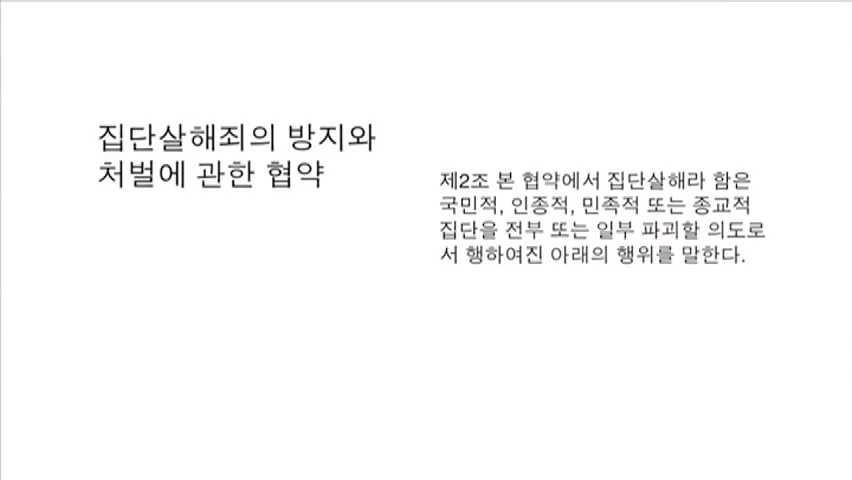 집단살해죄의 방지와
처벌에 관한 협약
제2조 본 협약에서 집단살해라 함은
국민적, 인종적, 민족적 또는 종교적
집단을 전부 또는 일부 파괴할 의도로
서 행하여진 아래의 행위를 말한다.